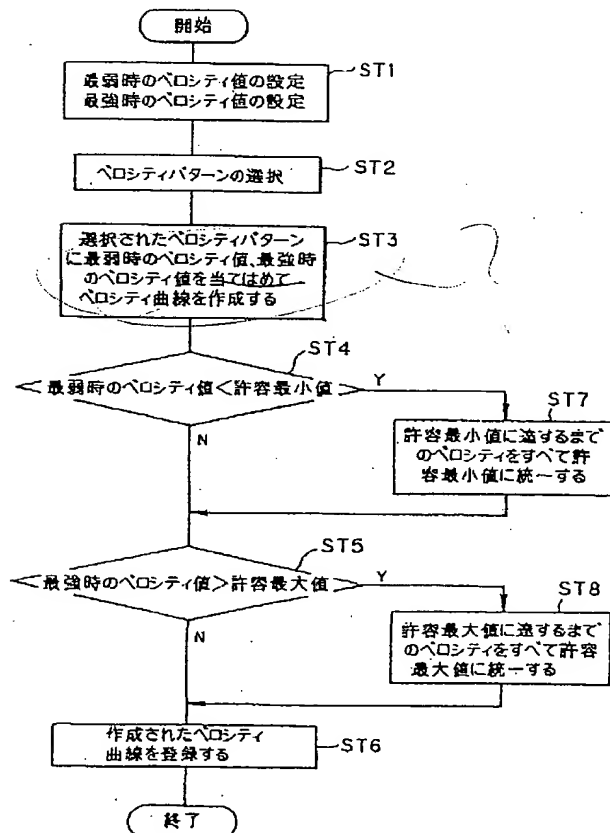 開始
最弱時のベロシティ値の設定
最強時のベロシティ値の設定
ST1
ベロシティパターンの選択
ST2
選択されたベロシティパターン
に最弱時のベロシティ値、最強時
のベロシティ値を当てはめて
ベロシティ曲線を作成する
ST3
ST4
最弱時のベロシティ値<許容最小値
Y
N
ST7
許容最小値に達するまで
のベロシティをすべて許
容最小値に統一する
ST5
最強時のベロシティ値>許容最大値
Y
N
ST8
許容最大値に達するまで
のベロシティをすべて許容
最大値に統一する
作成されたベロシティ
曲線を登録する
ST6
終了